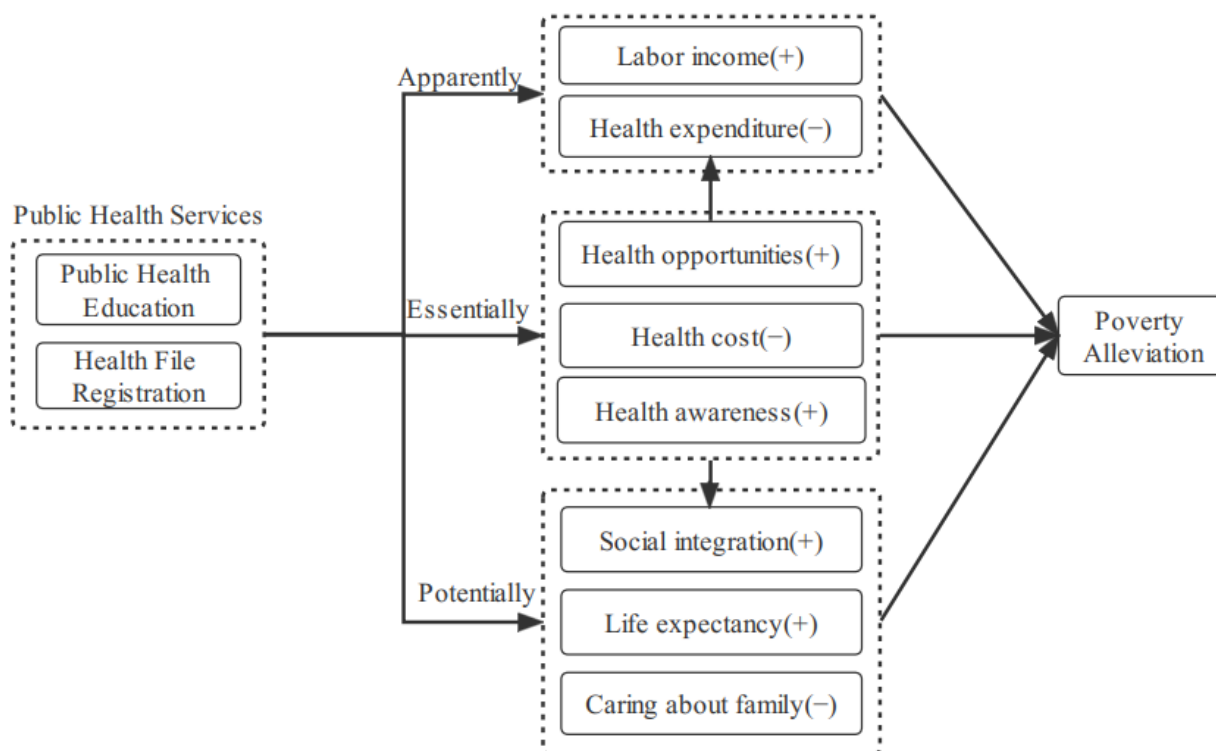 Public Health Services
Public Health
Education
Health File
Registration
Apparently
Essentially
Potentially
Labor income(+)
Health expenditure(−)
Health opportunities(+)
Health cost(−)
Health awareness(+)
Social integration(+)
Life expectancy(+)
Caring about family(−)
Poverty
Alleviation